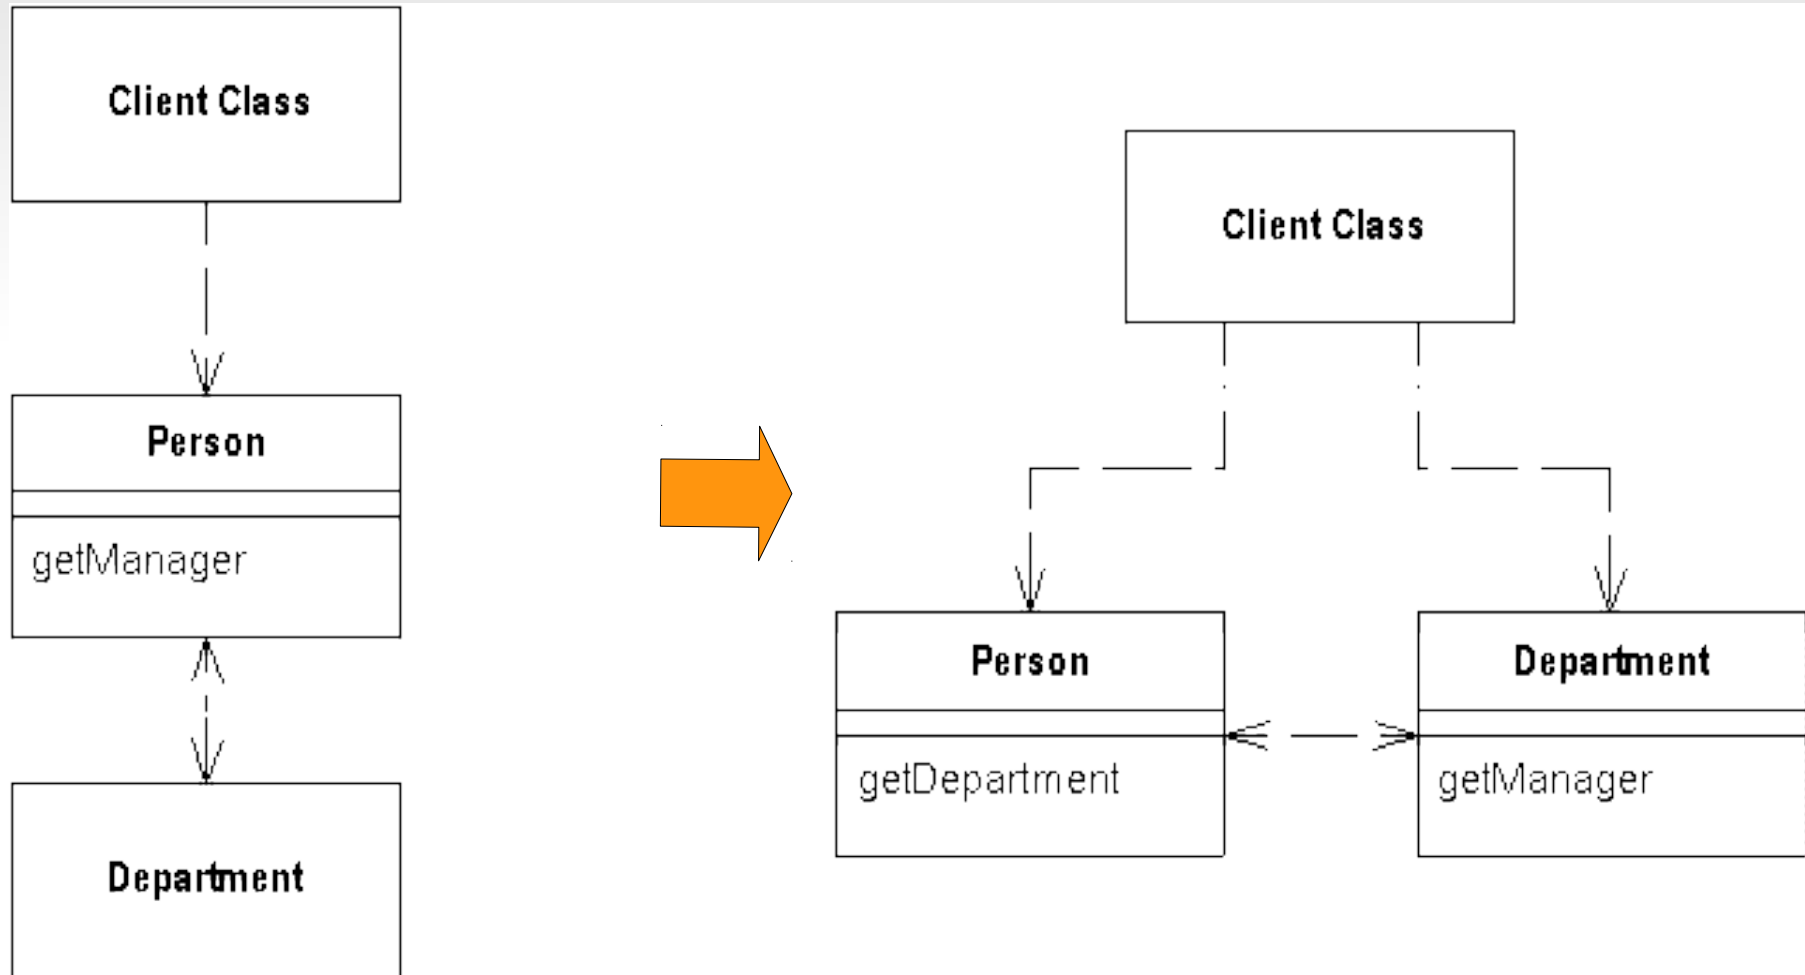 Client Class
Person
getManager
Department
Client Class
Person
getDepartment
Department
getManager